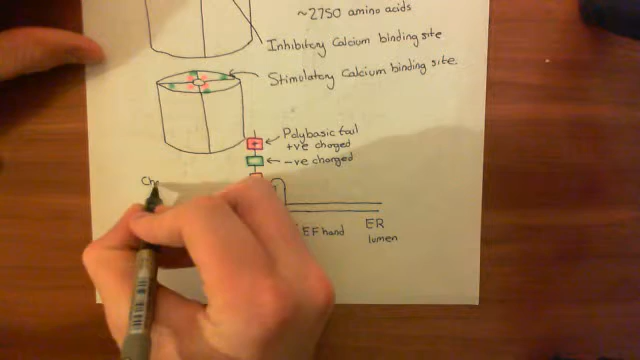 ~2750 amino acids
Inhibitory Calcium binding site
Stimulatory Calcium binding site.
Polybasic tail
+ve charged
-ve charged
Ch
EF hand
ER
lumen